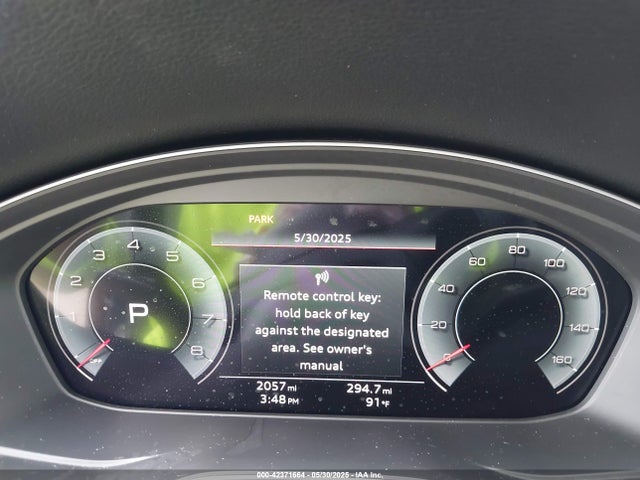 PARK
5/30/2025
Remote control key:
hold back of key
against the designated
area. See owner's
manual
2057 mi 294.7 mi
3:48 PM 91 °F
P
OFF 1 2 3 4 5 6 7 8
0 20 40 60 80 100 120 140 160
000-42371664 - 05/30/2025 - IAA Inc.